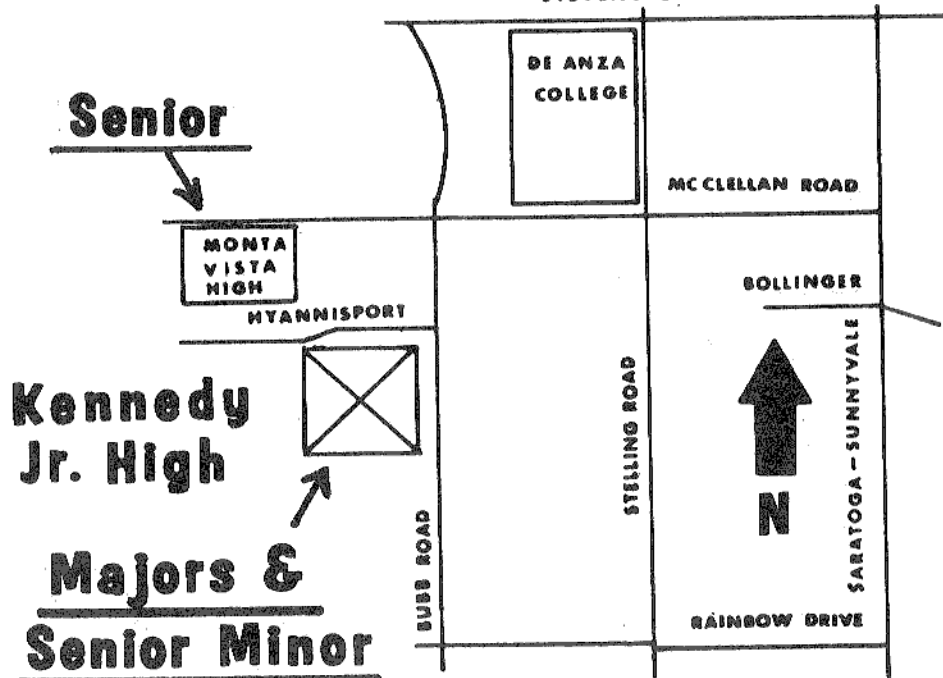 DE ANZA
COLLEGE
Senior
MC CLELLAN ROAD
MONTA
VISTA
HIGH
BOLLINGER
HYANNISPORT
Kennedy
Jr. High
STELLING ROAD
SARATOGA – SUNNYVALE
N
BUBB ROAD
Majors &
Senior Minor
RAINBOW DRIVE